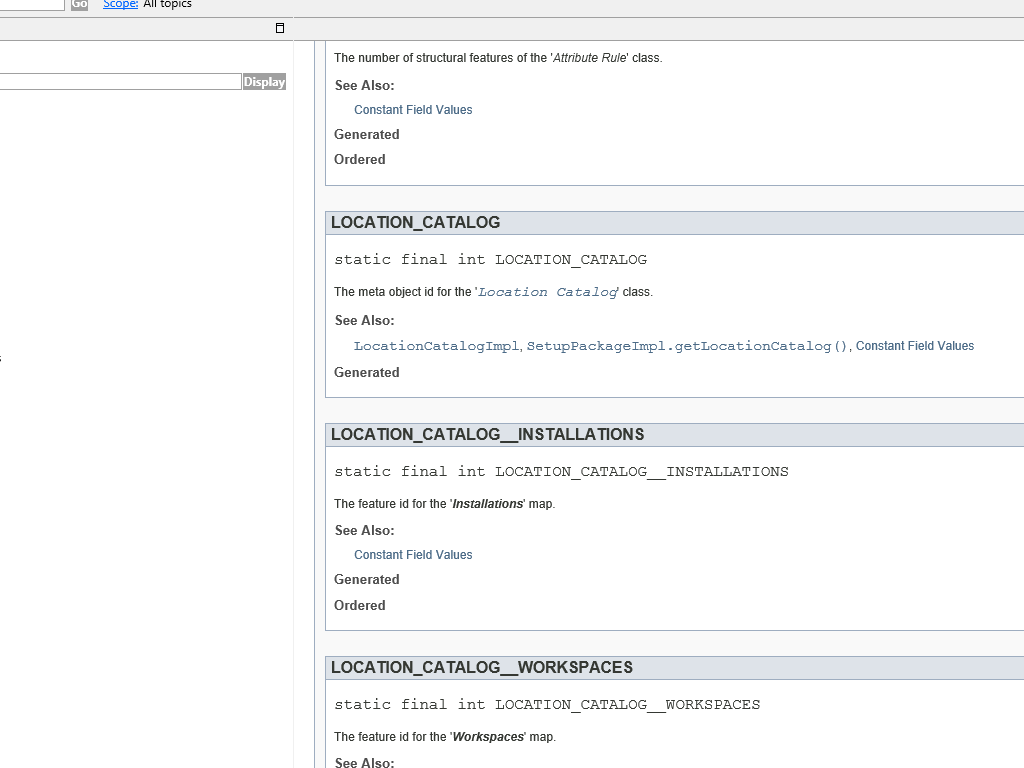 Go Scope: All topics
Display
The number of structural features of the 'Attribute Rule' class.
See Also:
Constant Field Values
Generated
Ordered
LOCATION_CATALOG
static final int LOCATION_CATALOG
The meta object id for the 'Location Catalog' class.
See Also:
LocationCatalogImpl, SetupPackageImpl.getLocationCatalog(), Constant Field Values
Generated
LOCATION_CATALOG__INSTALLATIONS
static final int LOCATION_CATALOG__INSTALLATIONS
The feature id for the 'Installations' map.
See Also:
Constant Field Values
Generated
Ordered
LOCATION_CATALOG__WORKSPACES
static final int LOCATION_CATALOG__WORKSPACES
The feature id for the 'Workspaces' map.
See Also: